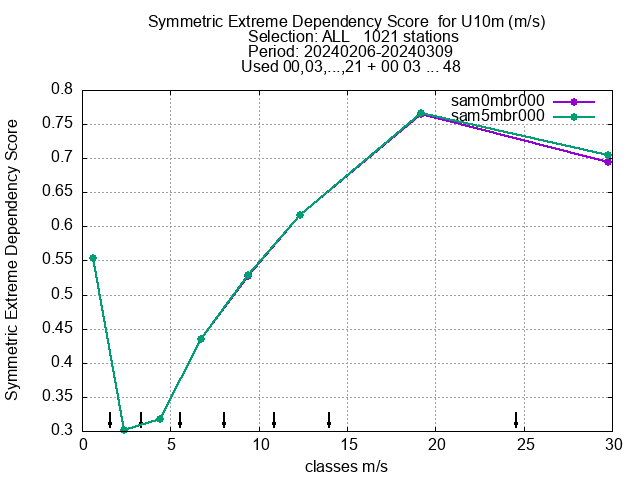 Symmetric Extreme Dependency Score  for U10m (m/s)
Selection: ALL   1021 stations
Period: 20240206-20240309
Used 00,03,...,21 + 00 03 ... 48
sam0mbr000
sam5mbr000
Symmetric Extreme Dependency Score
0.8
0.75
0.7
0.65
0.6
0.55
0.5
0.45
0.4
0.35
0.3
0 5 10 15 20 25 30
classes m/s